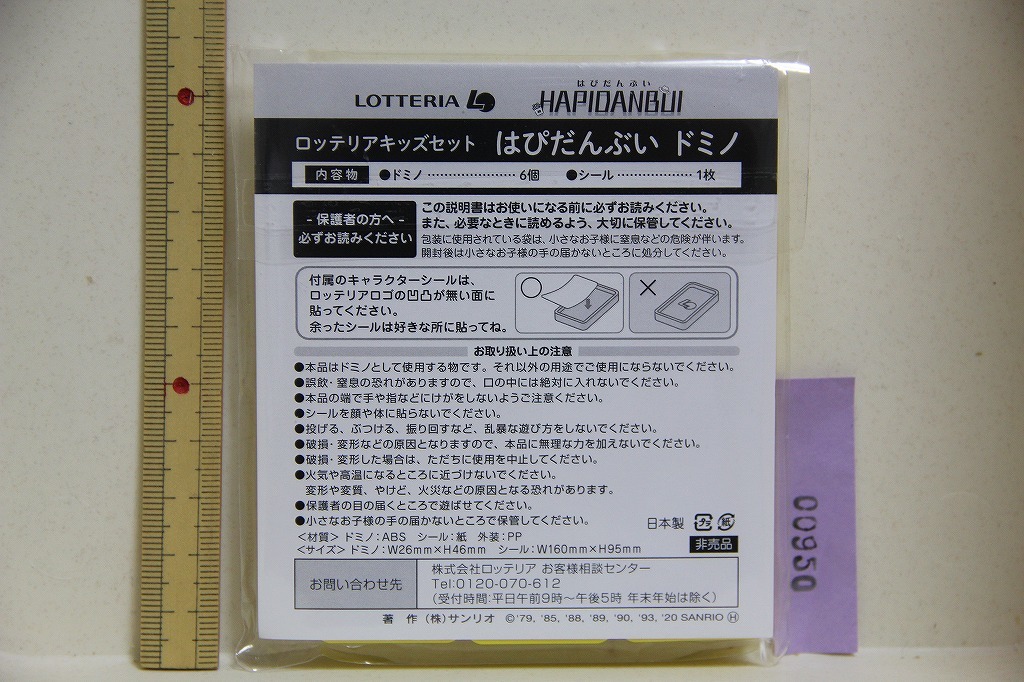 LOTTERIA
はぴだんぶい
HAPIDANBUI
ロッテリアキッズセット はぴだんぶい ドミノ
内容物 ●ドミノ …………………… 6個 ●シール ……………… 1枚
- 保護者の方へ -
必ずお読みください
この説明書はお使いになる前に必ずお読みください。
また、必要なときに読めるよう、大切に保管してください。
包装に使用されている袋は、小さなお子様に窒息などの危険が伴います。
開封後は小さなお子様の手の届かないところに処分してください。
付属のキャラクターシールは、
ロッテリアロゴの凹凸が無い面に
貼ってください。
余ったシールは好きな所に貼ってね。
お取り扱い上の注意
●本品はドミノとして使用する物です。それ以外の用途でご使用にならないでください。
●誤飲・窒息の恐れがありますので、口の中には絶対に入れないでください。
●本品の端で手や指などにけがをしないようご注意ください。
●シールを顔や体に貼らないでください。
●投げる、ぶつける、振り回すなど、乱暴な遊び方をしないでください。
●破損・変形などの原因となりますので、本品に無理な力を加えないでください。
●破損・変形した場合は、ただちに使用を中止してください。
●火気や高温になるところに近づけないでください。
変形や変質、やけど、火災などの原因となる恐れがあります。
●保護者の目の届くところで遊ばせてください。
●小さなお子様の手の届かないところで保管してください。
日本製 プラ 紙
<材質> ドミノ:ABS シール:紙 外装:PP
非売品
<サイズ> ドミノ:W26mm×H46mm シール:W160mm×H95mm
お問い合わせ先
株式会社ロッテリア お客様相談センター
Tel:0120-070-612
(受付時間:平日午前9時～午後5時 年末年始は除く)
著 作 (株)サンリオ ©'79, '85, '88, '89, '90, '93, '20 SANRIO Ⓗ
00950